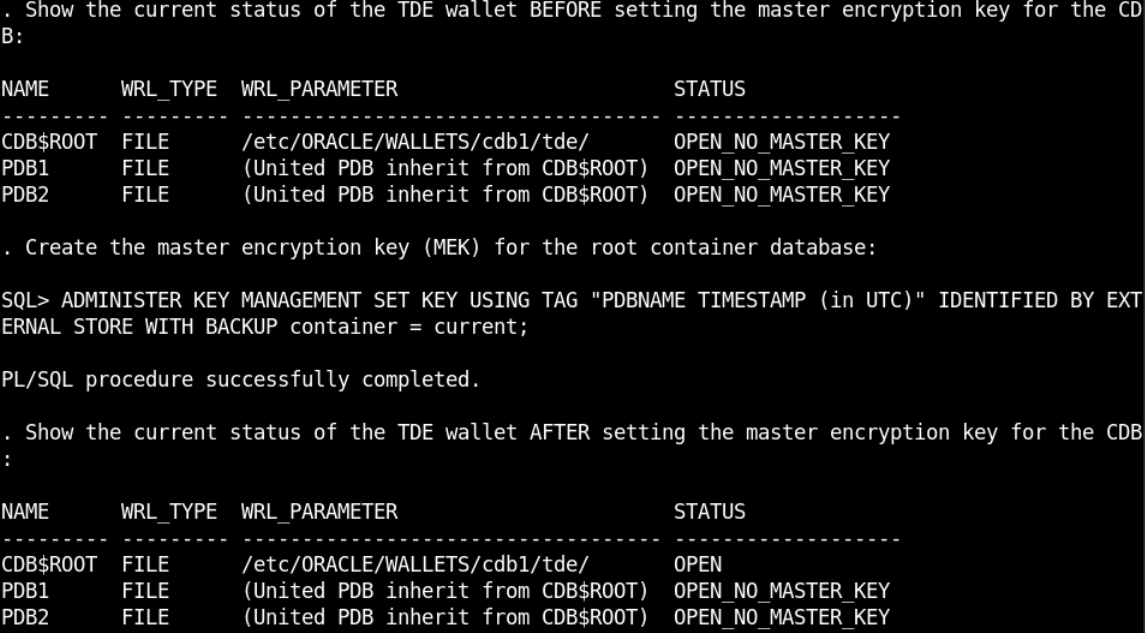 . Show the current status of the TDE wallet BEFORE setting the master encryption key for the CD
B:
NAME      WRL_TYPE  WRL_PARAMETER                       STATUS
--------- --------- ----------------------------------- -------------------
CDB$ROOT  FILE      /etc/ORACLE/WALLETS/cdb1/tde/       OPEN_NO_MASTER_KEY
PDB1      FILE      (United PDB inherit from CDB$ROOT)  OPEN_NO_MASTER_KEY
PDB2      FILE      (United PDB inherit from CDB$ROOT)  OPEN_NO_MASTER_KEY
. Create the master encryption key (MEK) for the root container database:
SQL> ADMINISTER KEY MANAGEMENT SET KEY USING TAG "PDBNAME TIMESTAMP (in UTC)" IDENTIFIED BY EXT
ERNAL STORE WITH BACKUP container = current;
PL/SQL procedure successfully completed.
. Show the current status of the TDE wallet AFTER setting the master encryption key for the CDB
:
NAME      WRL_TYPE  WRL_PARAMETER                       STATUS
--------- --------- ----------------------------------- -------------------
CDB$ROOT  FILE      /etc/ORACLE/WALLETS/cdb1/tde/       OPEN
PDB1      FILE      (United PDB inherit from CDB$ROOT)  OPEN_NO_MASTER_KEY
PDB2      FILE      (United PDB inherit from CDB$ROOT)  OPEN_NO_MASTER_KEY